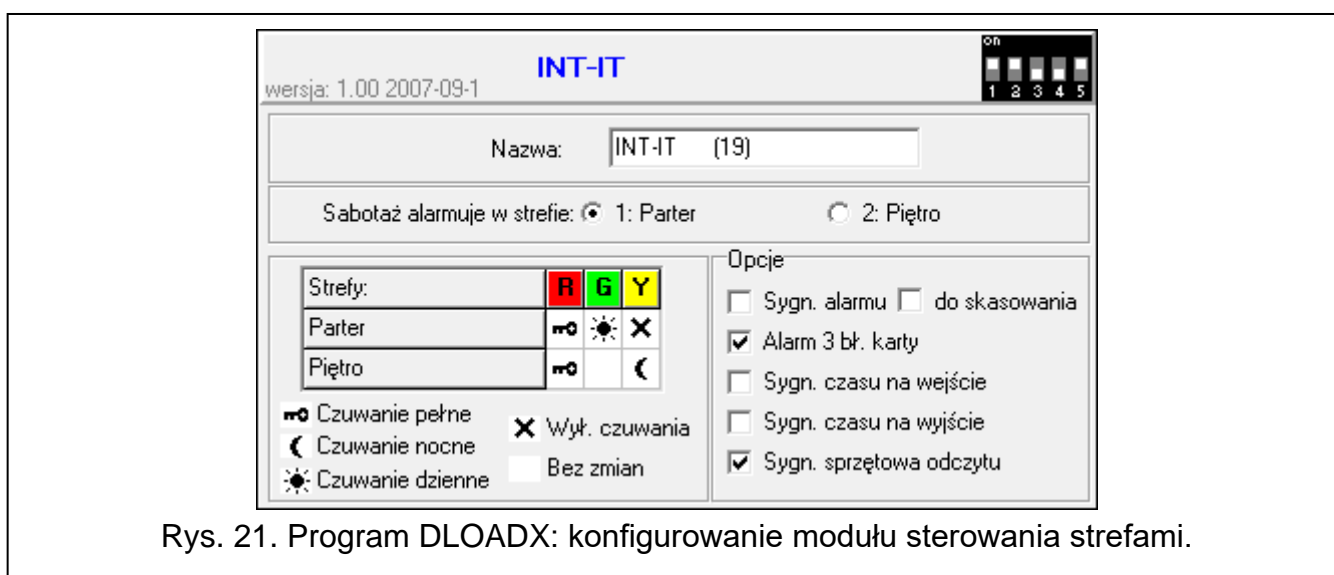 INT-IT
wersja: 1.00 2007-09-1
on
1 2 3 4 5
Nazwa: INT-IT (19)
Sabotaż alarmuje w strefie: 1: Parter 2: Piętro
Strefy: R G Y
Parter
Piętro
Czuwanie pełne
Czuwanie nocne
Czuwanie dzienne
Wył. czuwania
Bez zmian
Opcje
Sygn. alarmu do skasowania
Alarm 3 bł. karty
Sygn. czasu na wejście
Sygn. czasu na wyjście
Sygn. sprzętowa odczytu
Rys. 21. Program DLOADX: konfigurowanie modułu sterowania strefami.